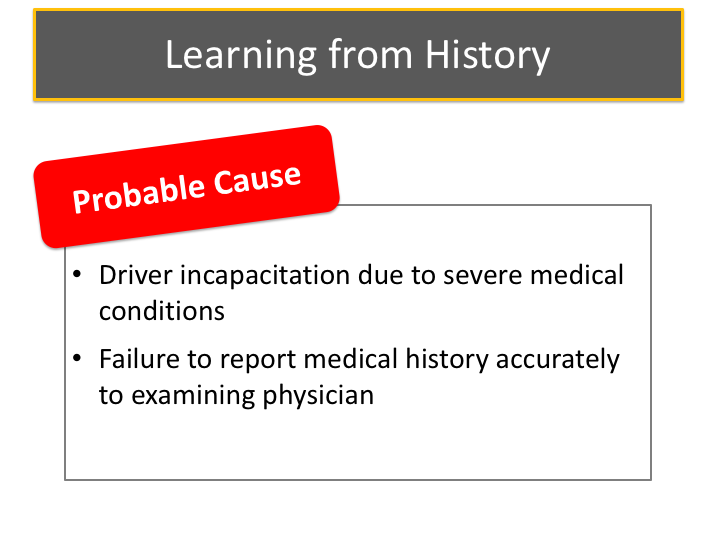 Learning from History
Probable Cause
• Driver incapacitation due to severe medical
conditions
• Failure to report medical history accurately
to examining physician